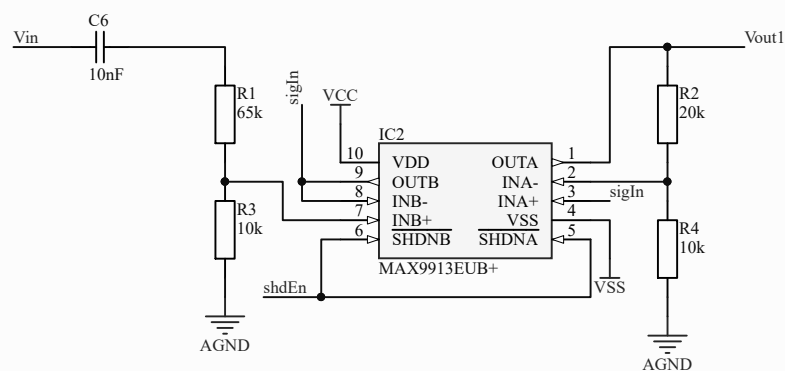 Vin
C6
10nF
R1
65k
R3
10k
AGND
sigIn
VCC
IC2
10
VDD
9
OUTB
8
INB-
7
INB+
6
SHDNB
OUTA
1
INA-
2
INA+
3
sigIn
VSS
4
SHDNA
5
MAX9913EUB+
shdEn
VSS
Vout1
R2
20k
R4
10k
AGND